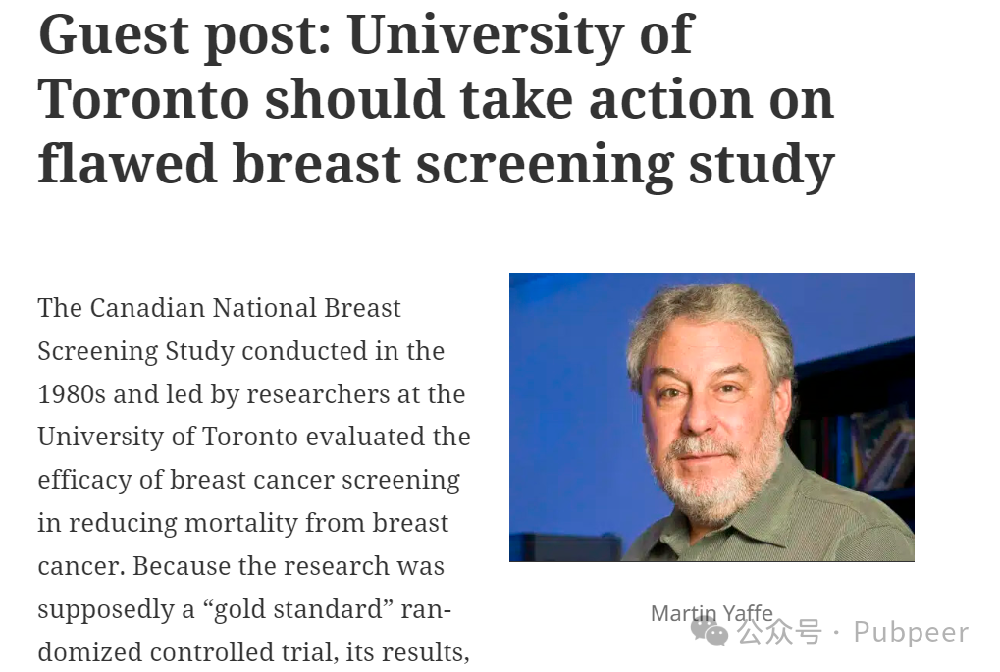 Guest post: University of
Toronto should take action on
flawed breast screening study
The Canadian National Breast
Screening Study conducted in the
1980s and led by researchers at the
University of Toronto evaluated the
efficacy of breast cancer screening
in reducing mortality from breast
cancer. Because the research was
supposedly a “gold standard” ran-
domized controlled trial, its results,
Martin Yaffe
公众号 · Pubpeer